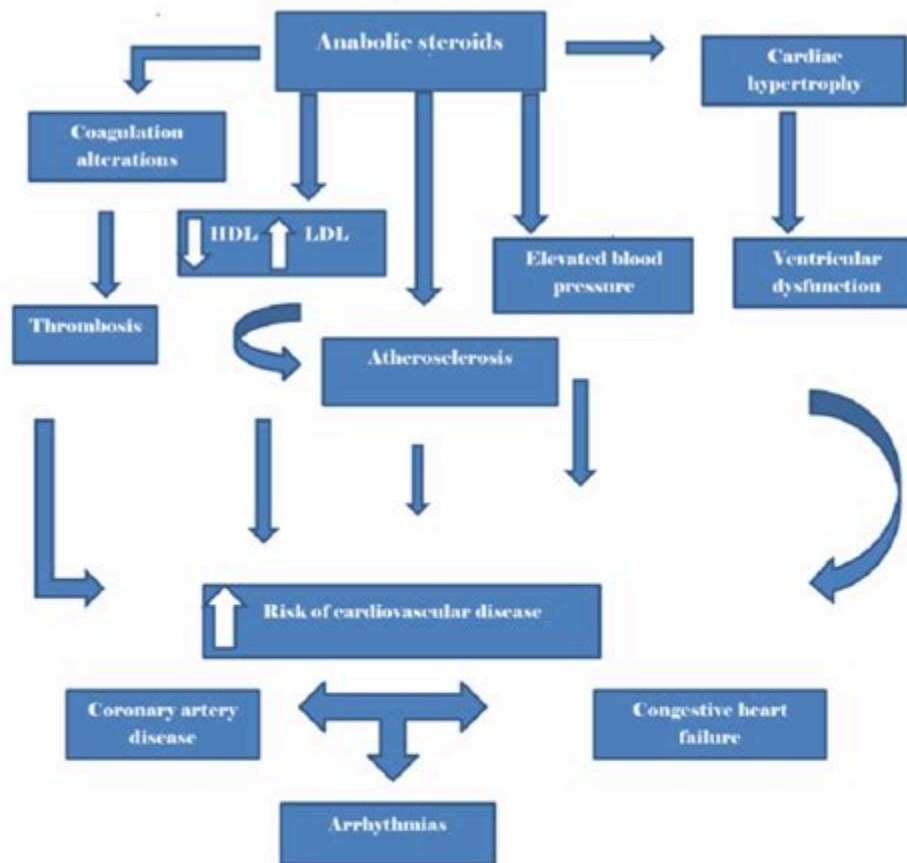 Anabolic steroids
Cardiac
hypertrophy
Coagulation
alterations
HDL LDL
Elevated blood
pressure
Ventricular
dysfunction
Thrombosis
Atherosclerosis
Risk of cardiovascular disease
Coronary artery
disease
Congestive heart
failure
Arrhythmias